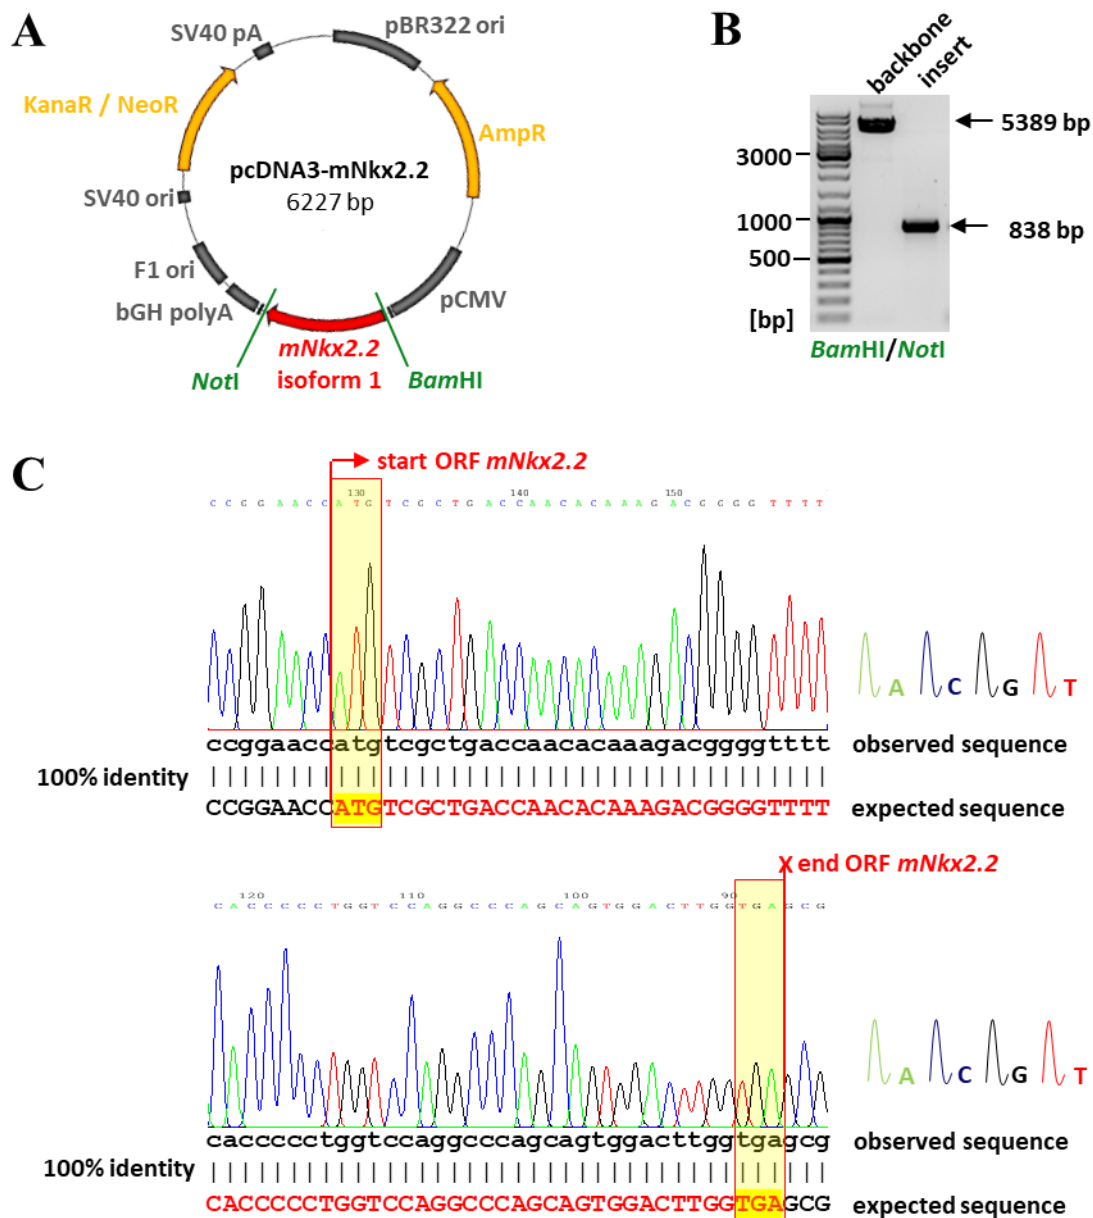 A
SV40 pA
pBR322 ori
KanaR / NeoR
AmpR
pcDNA3-mNkx2.2
6227 bp
SV40 ori
F1 ori
bGH polyA
pCMV
mNkx2.2
isoform 1
NotI
BamHI
B
backbone
insert
5389 bp
3000
1000
838 bp
500
[bp]
BamHI/NotI
C
start ORF mNkx2.2
130 140 150
C C G G A A C C A T G T C G C T G A C C A A C A C A A A G A C G G G G T T T T
A C G T
ccggaaccatgtcgctgaccaacacaaagacggggtttt observed sequence
100% identity
CCGGAACCATGTCGCTGACCAACACAAAGACGGGGTTTT expected sequence
X end ORF mNkx2.2
120 110 100 90
C A C C C C C T G G T C C A G G C C C A G C A G T G G A C T T G G T G A G C G
A C G T
cacccccctggtccaggcccagcagtggacttggtgagcg observed sequence
100% identity
CACCCCCTGGTCCAGGCCCAGCAGTGGACTTGGTGAGCG expected sequence